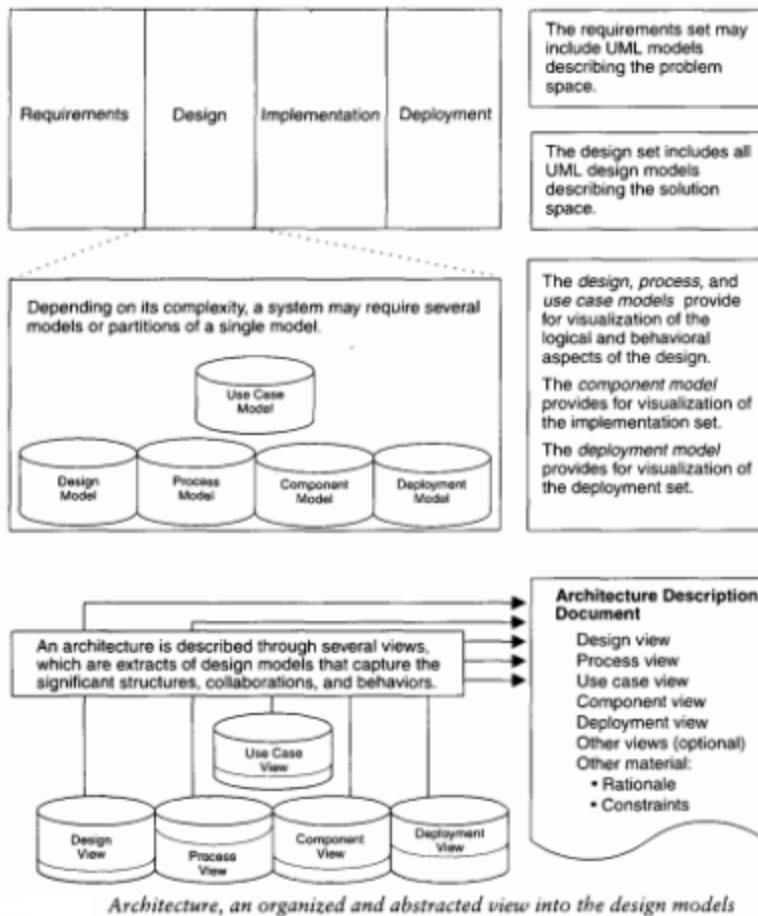 Requirements
Design
Implementation
Deployment
The requirements set may
include UML models
describing the problem
space.
The design set includes all
UML design models
describing the solution
space.
Depending on its complexity, a system may require several
models or partitions of a single model.
Use Case
Model
Design
Model
Process
Model
Component
Model
Deployment
Model
The design, process, and
use case models provide
for visualization of the
logical and behavioral
aspects of the design.
The component model
provides for visualization of
the implementation set.
The deployment model
provides for visualization of
the deployment set.
An architecture is described through several views,
which are extracts of design models that capture the
significant structures, collaborations, and behaviors.
Use Case
View
Design
View
Process
View
Component
View
Deployment
View
Architecture Description
Document
Design view
Process view
Use case view
Component view
Deployment view
Other views (optional)
Other material:
• Rationale
• Constraints
Architecture, an organized and abstracted view into the design models